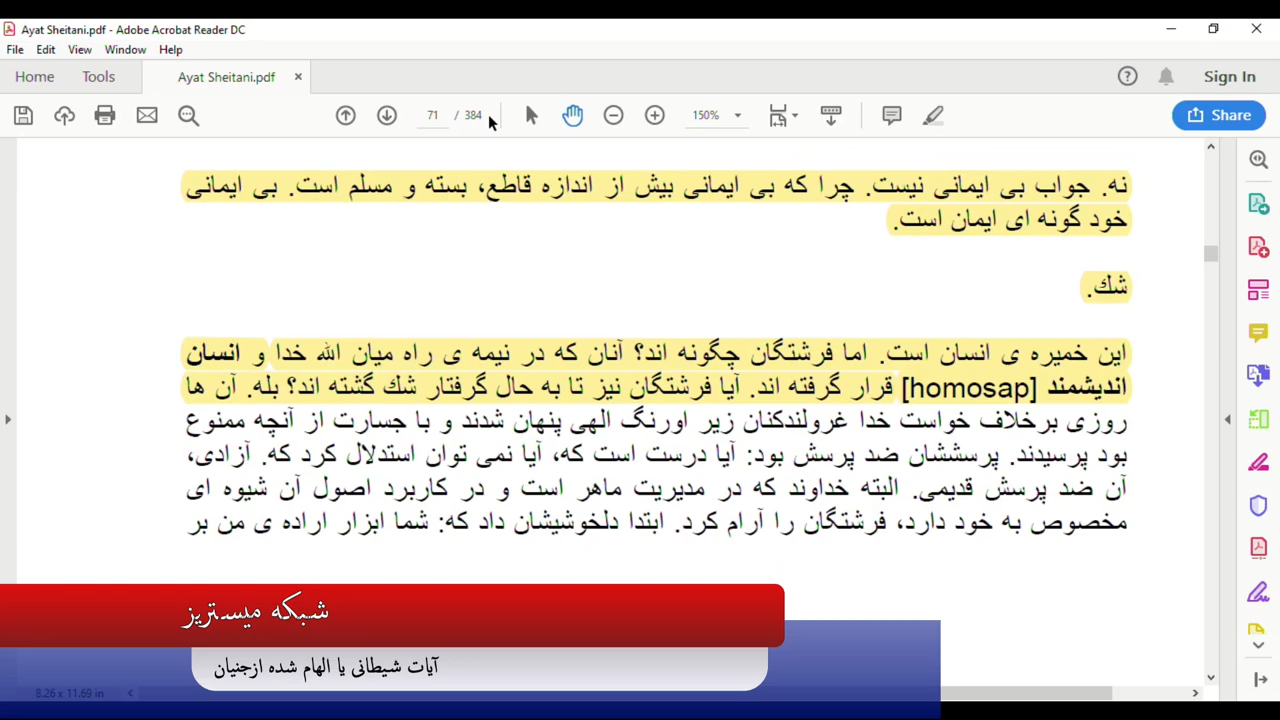 Ayat Sheitani.pdf - Adobe Acrobat Reader DC
File Edit View Window Help
Home Tools Ayat Sheitani.pdf Sign In
71 / 384 150% Share
نه. جواب بی ایمانی نیست. چرا که بی ایمانی بیش از اندازه قاطع، بسته و مسلم است. بی ایمانی
خود گونه ای ایمان است.
شك.
این خمیره ی انسان است. اما فرشتگان چگونه اند؟ آنان که در نیمه ی راه میان الله خدا و انسان
اندیشمند [homosap] قرار گرفته اند. آیا فرشتگان نیز تا به حال گرفتار شك گشته اند؟ بله. آن ها
روزی برخلاف خواست خدا غرولندکنان زیر اورنگ الهی پنهان شدند و با جسارت از آنچه ممنوع
بود پرسیدند. پرسششان ضد پرسش بود: آیا درست است که، آیا نمی توان استدلال کرد که. آزادی،
آن ضد پرسش قدیمی. البته خداوند که در مدیریت ماهر است و در کاربرد اصول آن شیوه ای
مخصوص به خود دارد، فرشتگان را آرام کرد. ابتدا دلخوشیشان داد که: شما ابزار اراده ی من بر
شبکه میستریز
آیات شیطانی یا الهام شده ازجنیان
8.26 x 11.69 in